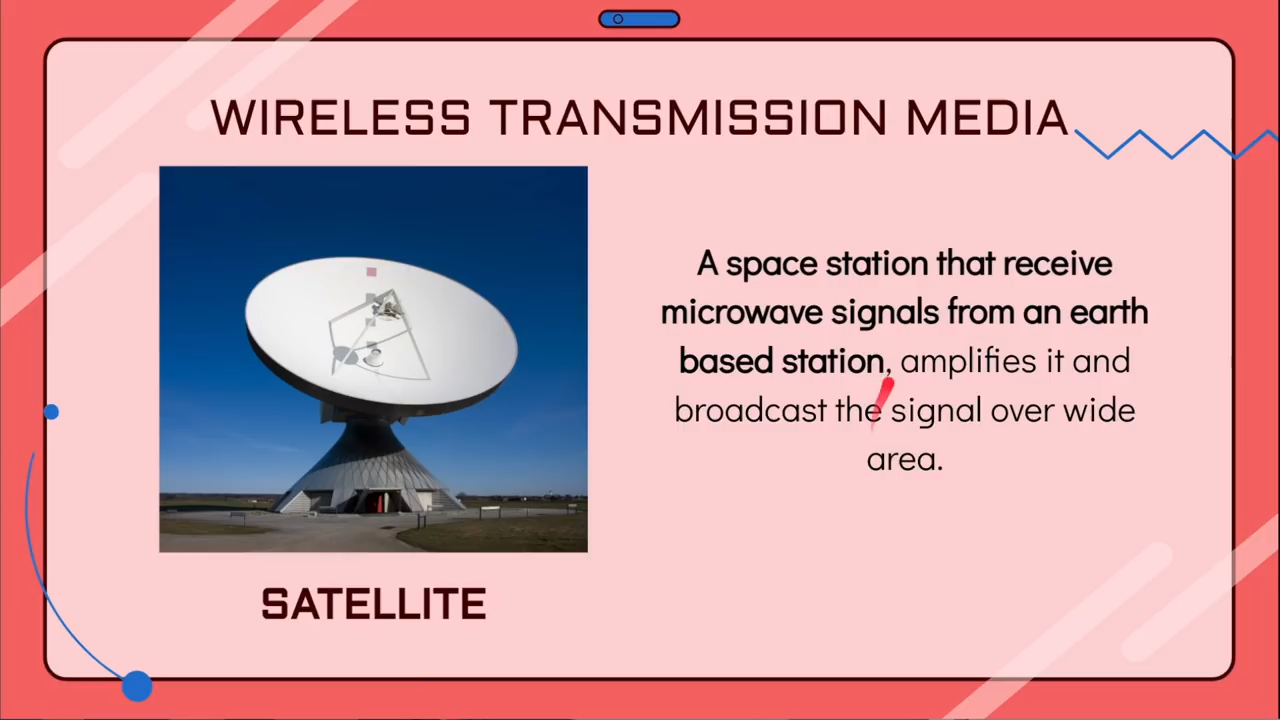 WIRELESS TRANSMISSION MEDIA
A space station that receive
microwave signals from an earth
based station, amplifies it and
broadcast the signal over wide
area.
SATELLITE